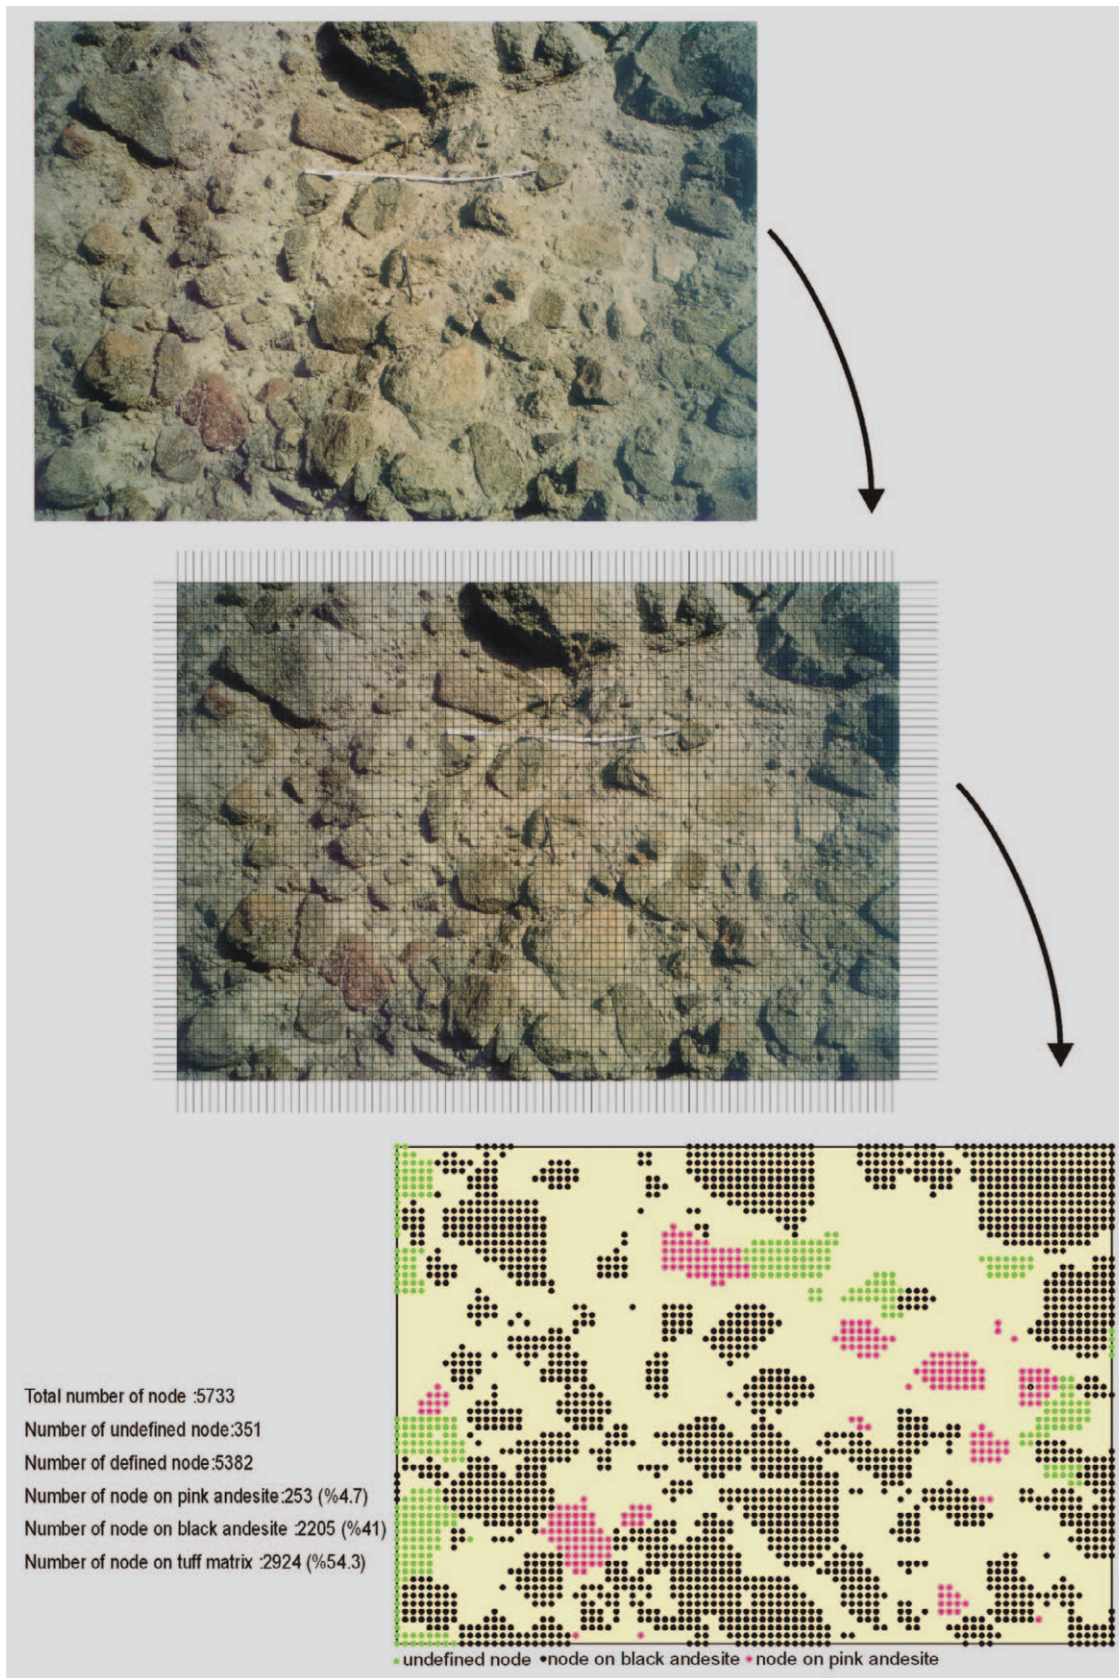 Total number of node :5733
Number of undefined node:351
Number of defined node:5382
Number of node on pink andesite:253 (%4.7)
Number of node on black andesite :2205 (%41)
Number of node on tuff matrix :2924 (%54.3)
undefined node node on black andesite node on pink andesite